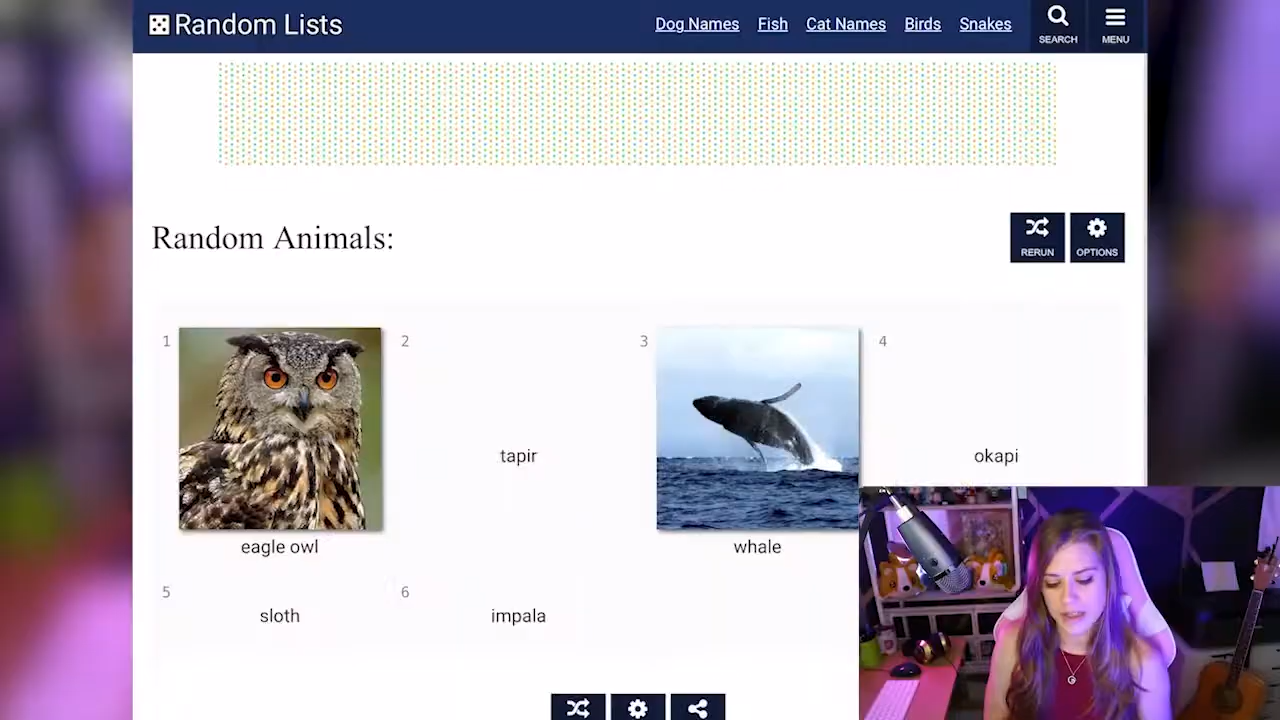 Random Lists
Dog Names
Fish
Cat Names
Birds
Snakes
SEARCH
MENU
Random Animals:
RERUN
OPTIONS
1
2
3
4
tapir
okapi
eagle owl
whale
5
6
sloth
impala